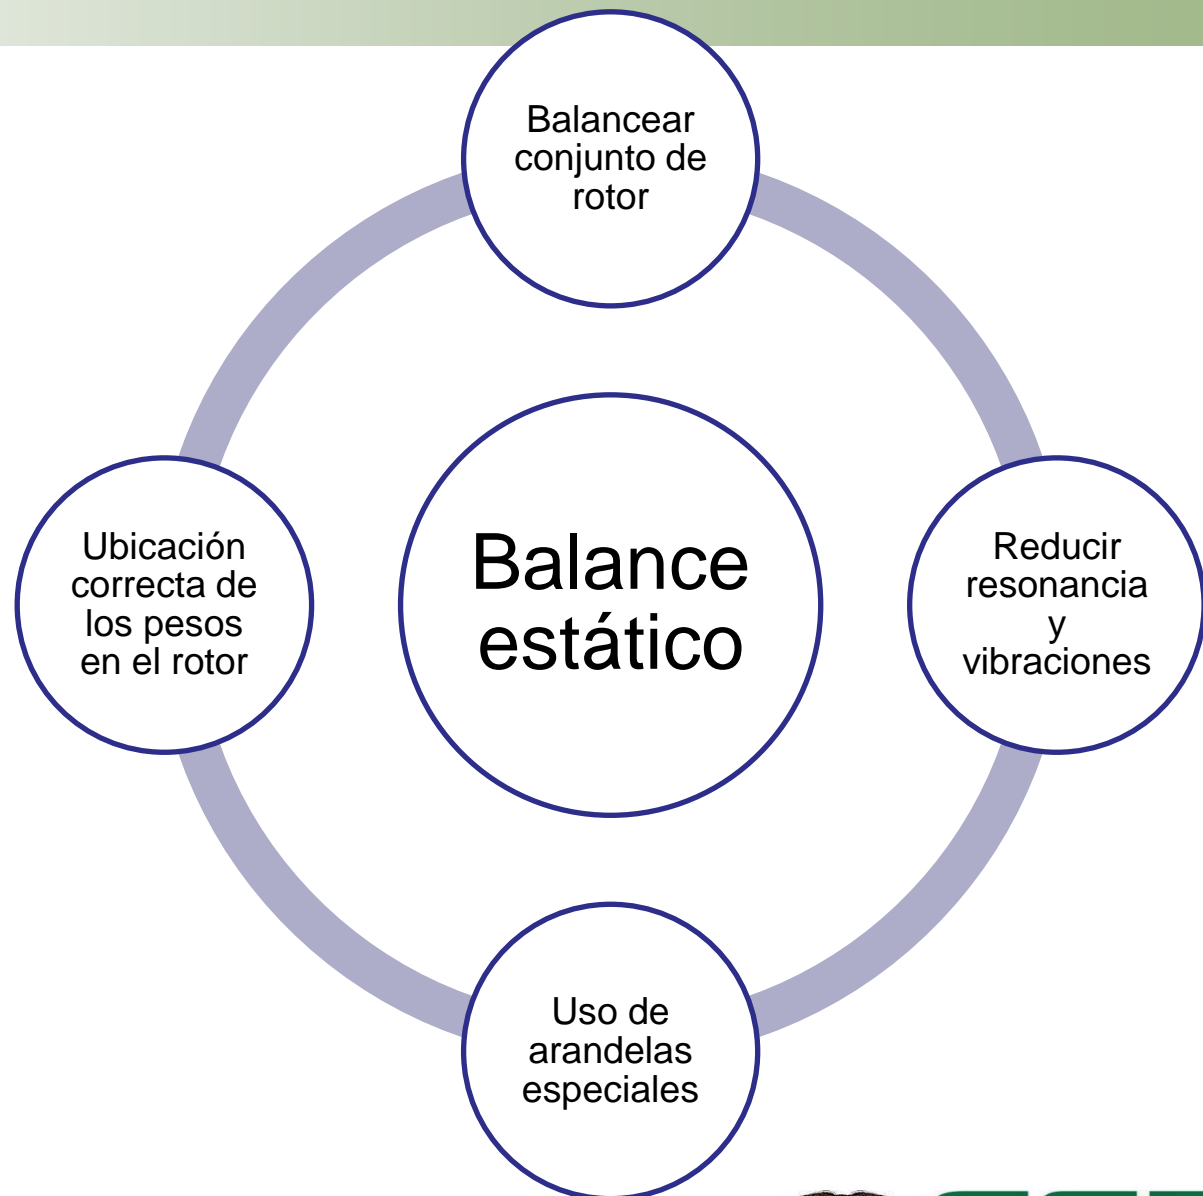 Balancear
conjunto de
rotor
Ubicación
correcta de
los pesos
en el rotor
Balance
estático
Reducir
resonancia
y
vibraciones
Uso de
arandelas
especiales